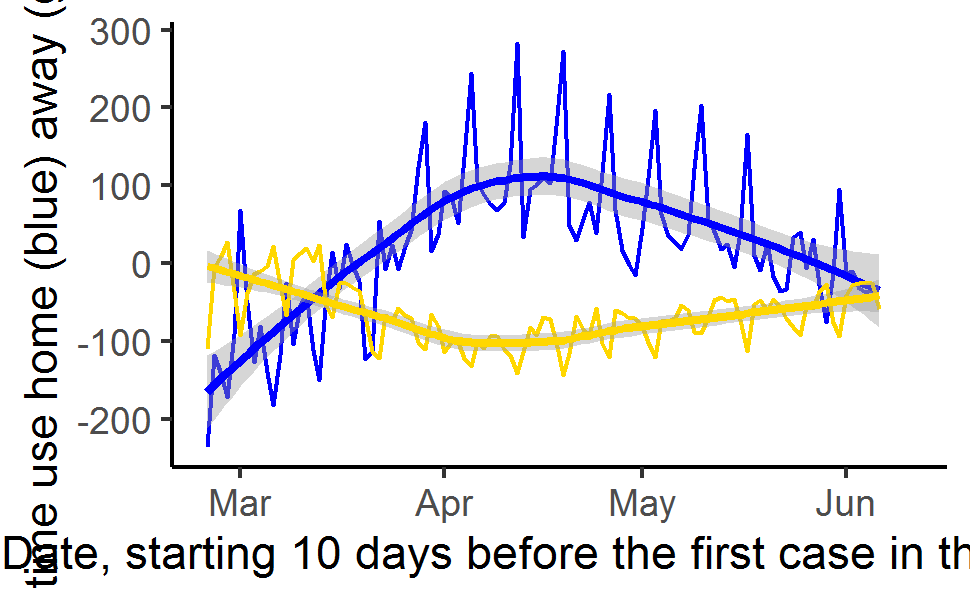 time use home (blue) away (
300
200
100
0
-100
-200
Mar Apr May Jun
Date, starting 10 days before the first case in th